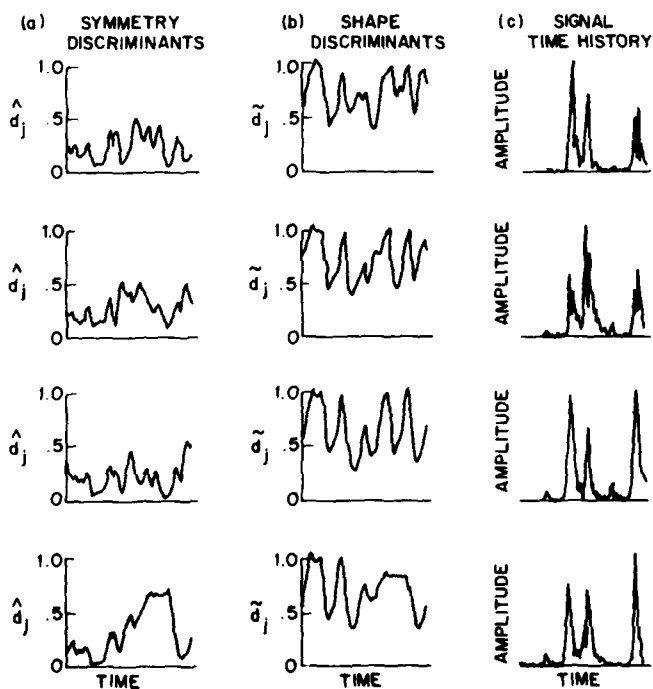 (a) SYMMETRY DISCRIMINANTS
(b) SHAPE DISCRIMINANTS
(c) SIGNAL TIME HISTORY
1.0
d̂j .5
0
1.0
d̃j .5
0
AMPLITUDE
1.0
d̂j .5
0
1.0
d̃j .5
0
AMPLITUDE
1.0
d̂j .5
0
1.0
d̃j .5
0
AMPLITUDE
1.0
d̂j .5
0
TIME
1.0
d̃j .5
0
TIME
AMPLITUDE
TIME